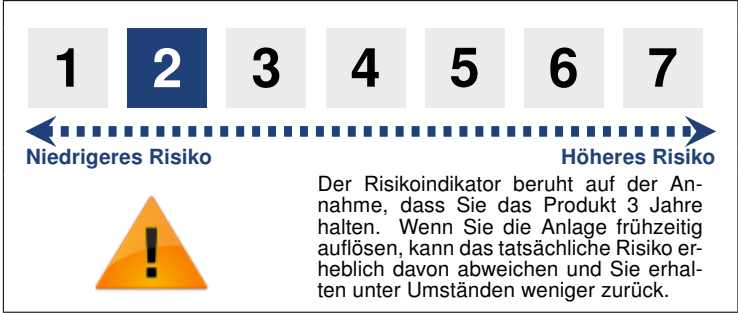 1 2 3 4 5 6 7
Niedrigeres Risiko Höheres Risiko
!
Der Risikoindikator beruht auf der An-
nahme, dass Sie das Produkt 3 Jahre
halten. Wenn Sie die Anlage frühzeitig
auflösen, kann das tatsächliche Risiko er-
heblich davon abweichen und Sie erhal-
ten unter Umständen weniger zurück.